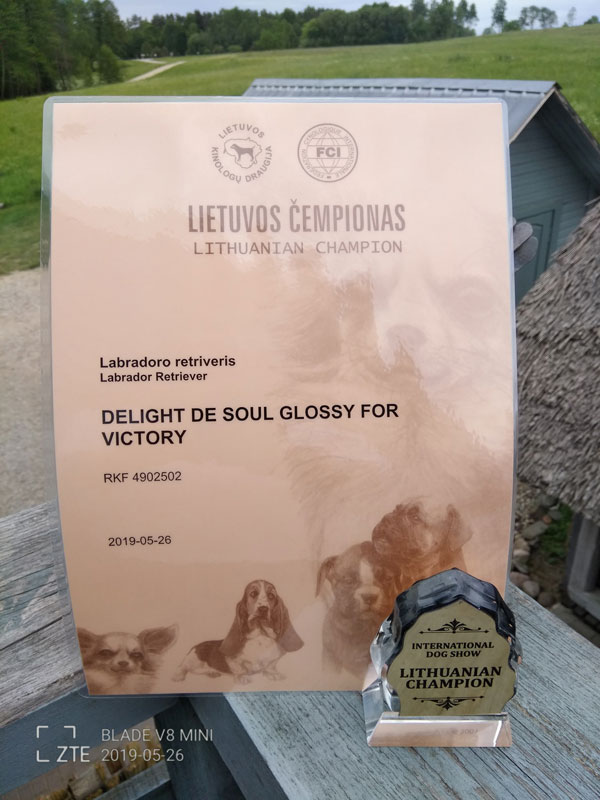 LIETUVOS
KINOLOGŲ DRAUGIJA
FCI
LIETUVOS ČEMPIONAS
LITHUANIAN CHAMPION
Labradoro retriveris
Labrador Retriever
DELIGHT DE SOUL GLOSSY FOR
VICTORY
RKF 4902502
2019-05-26
INTERNATIONAL
DOG SHOW
LITHUANIAN
CHAMPION
ZTE
BLADE V8 MINI
2019-05-26